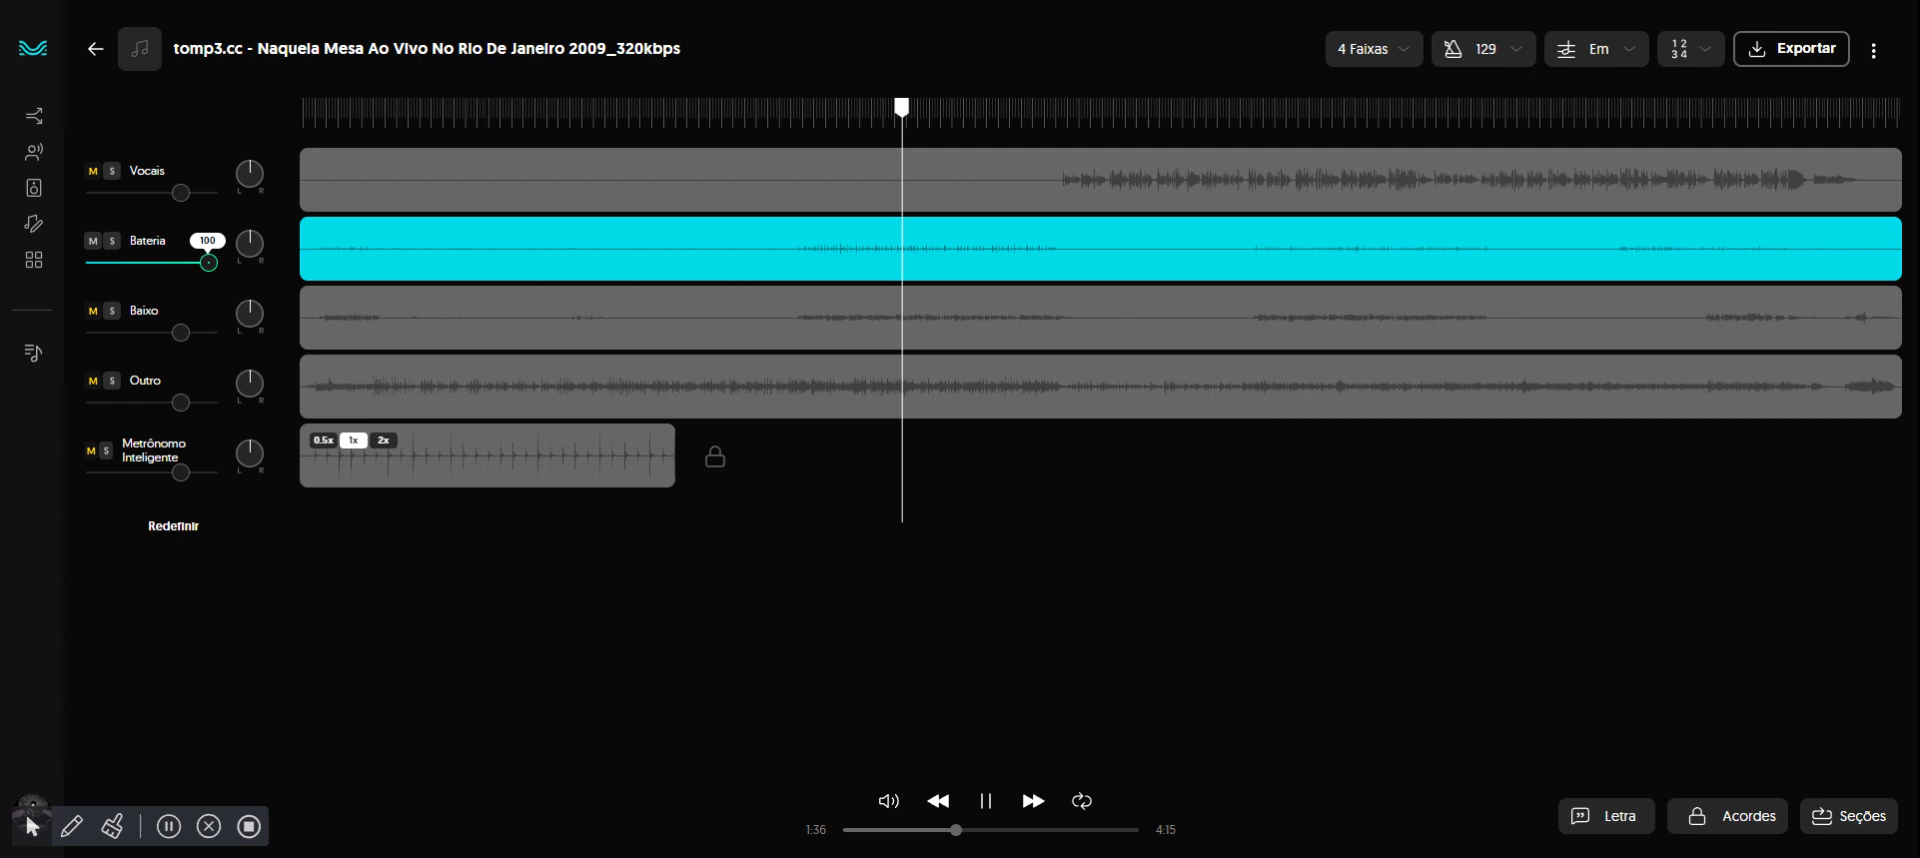 tomp3.cc - Naquela Mesa Ao Vivo No Rio De Janeiro 2009_320kbps
4 Faixas
129
Em
1 2
3 4
Exportar
M S Vocais
L R
M S Bateria 100
L R
M S Baixo
L R
M S Outro
L R
M S Metrônomo
Inteligente
L R
0.5x 1x 2x
Redefinir
1:36
4:15
Letra
Acordes
Seções